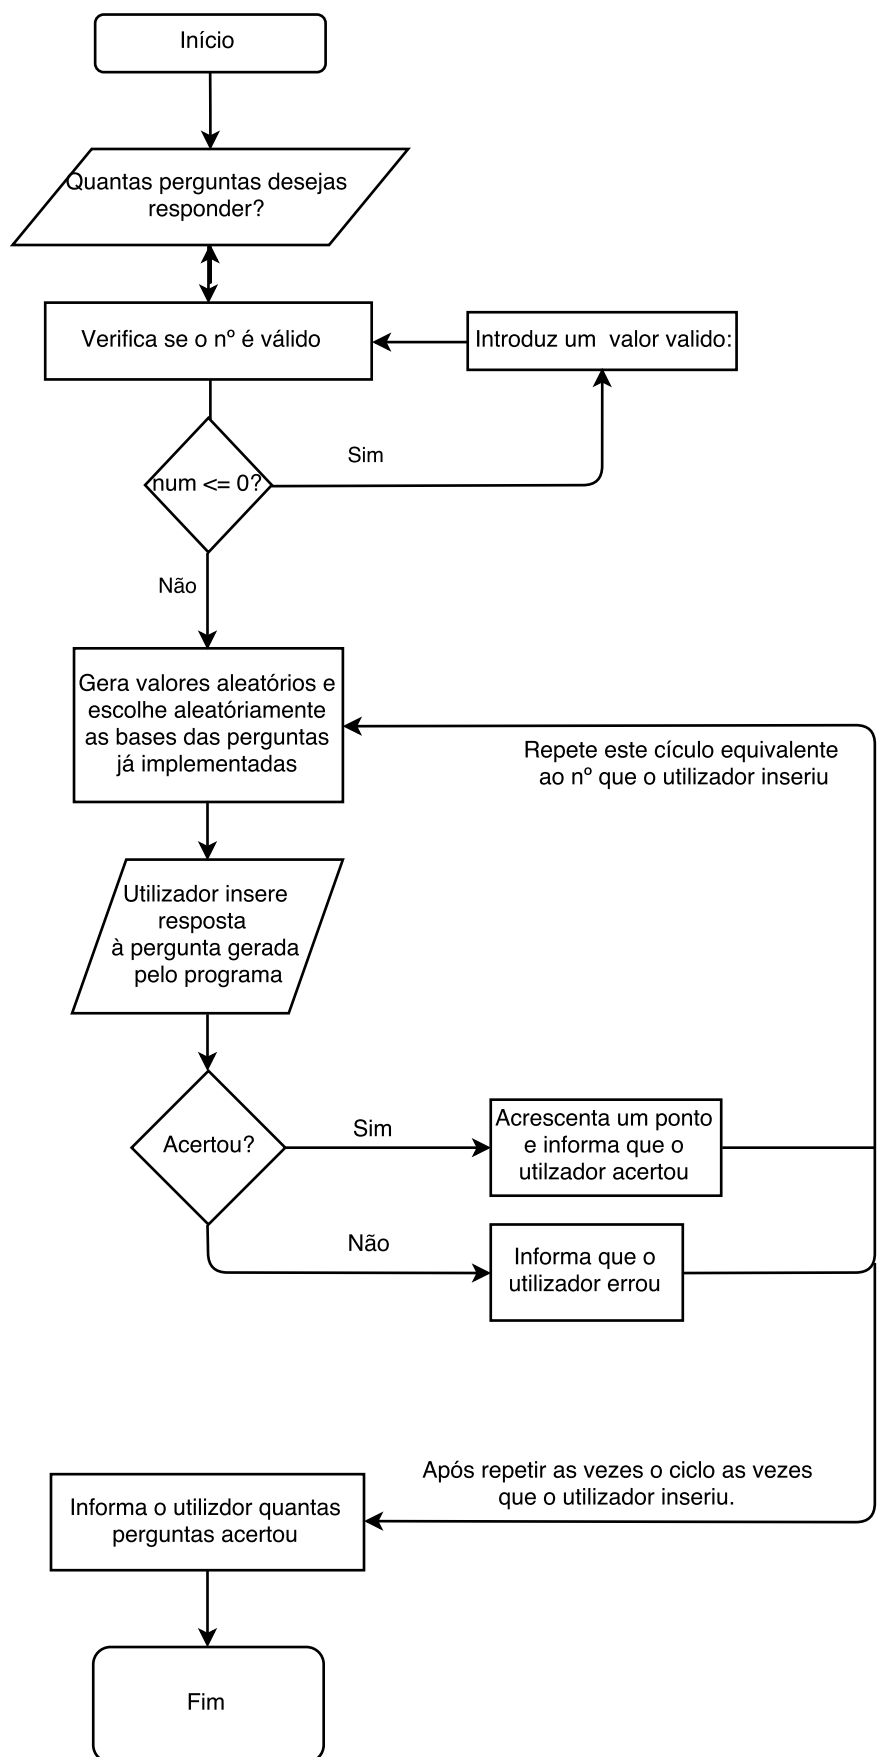 Início
Quantas perguntas desejas
responder?
Verifica se o nº é válido
Introduz um  valor valido:
num <= 0?
Sim
Não
Gera valores aleatórios e
escolhe aleatóriamente
as bases das perguntas
já implementadas
Repete este cículo equivalente
ao nº que o utilizador inseriu
Utilizador insere
resposta
à pergunta gerada
pelo programa
Acertou?
Sim
Acrescenta um ponto
e informa que o
utilzador acertou
Não
Informa que o
utilizador errou
Após repetir as vezes o ciclo as vezes
que o utilizador inseriu.
Informa o utilizdor quantas
perguntas acertou
Fim